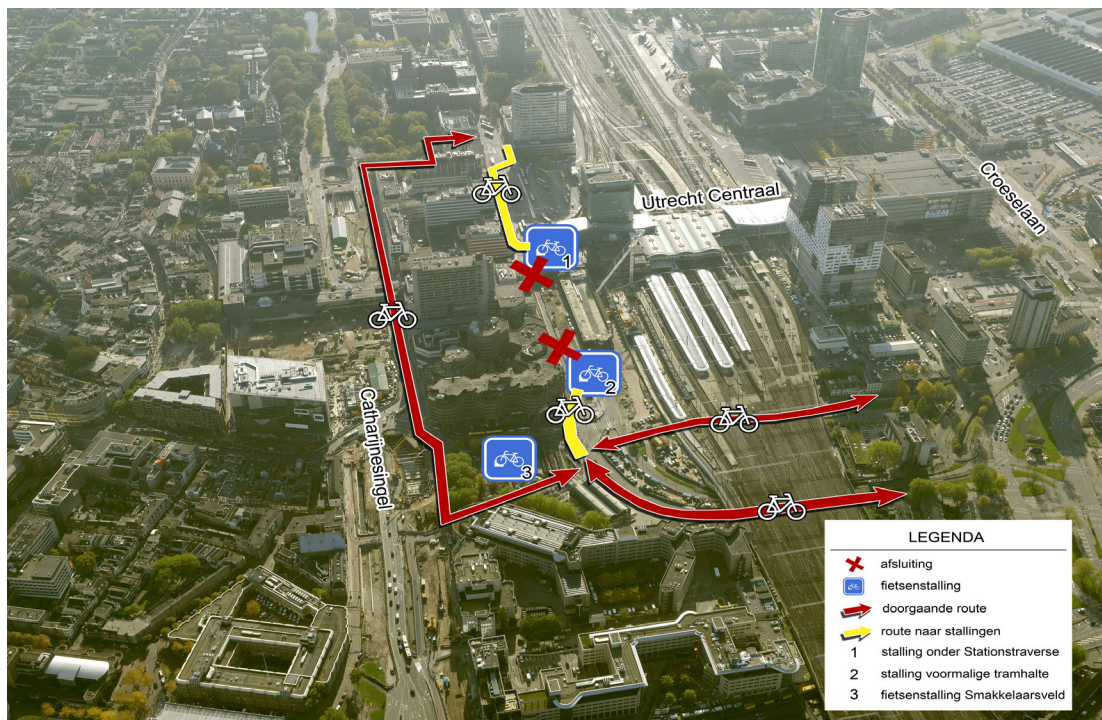 Utrecht Centraal
Croeselaan
1
2
Catharijnesingel
3
LEGENDA
afsluiting
fietsenstalling
doorgaande route
route naar stallingen
1 stalling onder Stationstraverse
2 stalling voormalige tramhalte
3 fietsenstalling Smakkelaarsveld